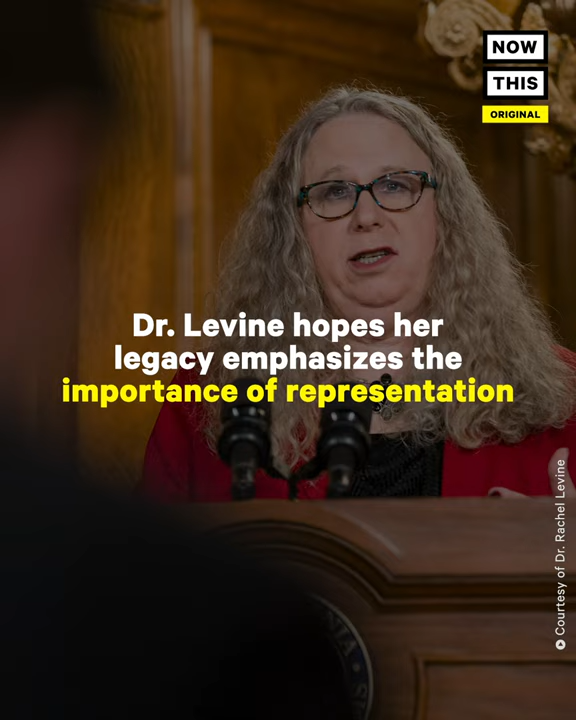 NOW
THIS
ORIGINAL
Dr. Levine hopes her
legacy emphasizes the
importance of representation
Courtesy of Dr. Rachel Levine